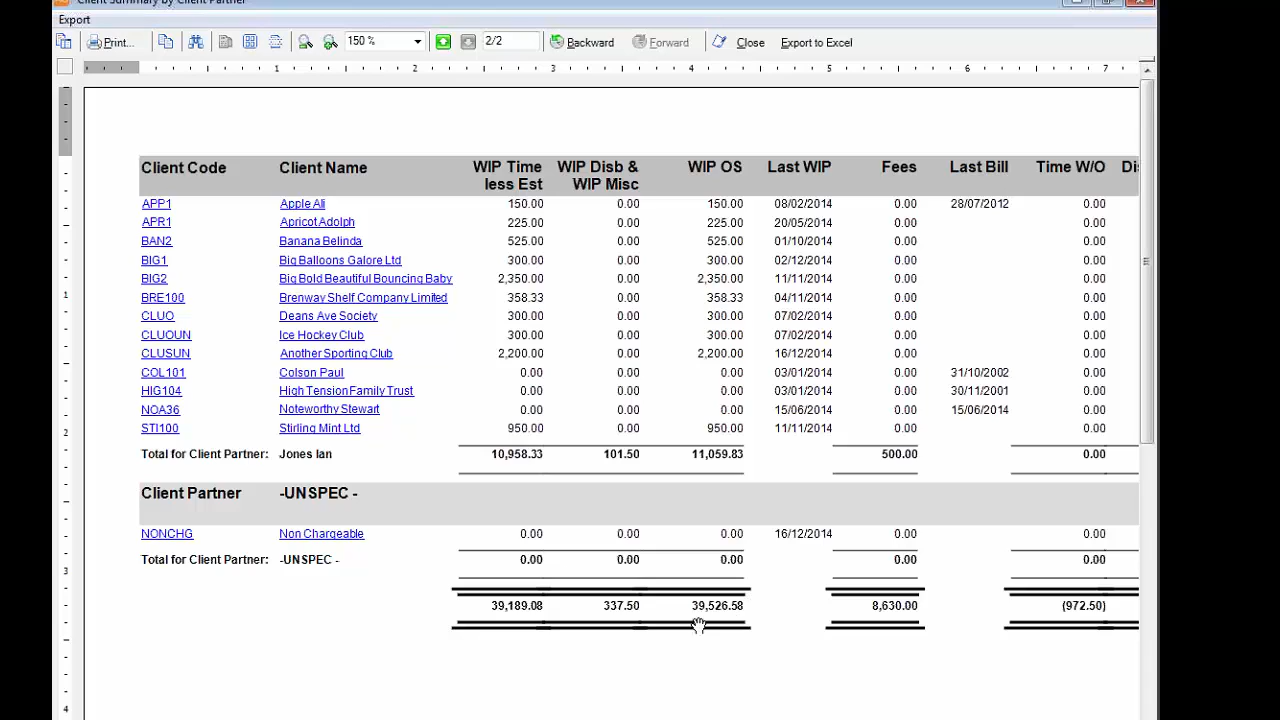 Client Summary by Client Partner
Export
Print... 150 % 2/2 Backward Forward Close Export to Excel
1 2 3 4 5 6 7
Client Code Client Name WIP Time less Est WIP Disb & WIP Misc WIP OS Last WIP Fees Last Bill Time W/O Di
APP1 Apple Ali 150.00 0.00 150.00 08/02/2014 0.00 28/07/2012 0.00
APR1 Apricot Adolph 225.00 0.00 225.00 20/05/2014 0.00 0.00
BAN2 Banana Belinda 525.00 0.00 525.00 01/10/2014 0.00 0.00
BIG1 Big Balloons Galore Ltd 300.00 0.00 300.00 02/12/2014 0.00 0.00
BIG2 Big Bold Beautiful Bouncing Baby 2,350.00 0.00 2,350.00 11/11/2014 0.00 0.00
1
BRE100 Brenway Shelf Company Limited 358.33 0.00 358.33 04/11/2014 0.00 0.00
CLUO Deans Ave Society 300.00 0.00 300.00 07/02/2014 0.00 0.00
CLUOUN Ice Hockey Club 300.00 0.00 300.00 07/02/2014 0.00 0.00
CLUSUN Another Sporting Club 2,200.00 0.00 2,200.00 16/12/2014 0.00 0.00
COL101 Colson Paul 0.00 0.00 0.00 03/01/2014 0.00 31/10/2002 0.00
HIG104 High Tension Family Trust 0.00 0.00 0.00 03/01/2014 0.00 30/11/2001 0.00
NOA36 Noteworthy Stewart 0.00 0.00 0.00 15/06/2014 0.00 15/06/2014 0.00
2
STI100 Stirling Mint Ltd 950.00 0.00 950.00 11/11/2014 0.00 0.00
Total for Client Partner: Jones Ian 10,958.33 101.50 11,059.83 500.00 0.00
Client Partner -UNSPEC -
NONCHG Non Chargeable 0.00 0.00 0.00 16/12/2014 0.00 0.00
Total for Client Partner: -UNSPEC - 0.00 0.00 0.00 0.00 0.00
3
39,189.08 337.50 39,526.58 8,630.00 (972.50)
4